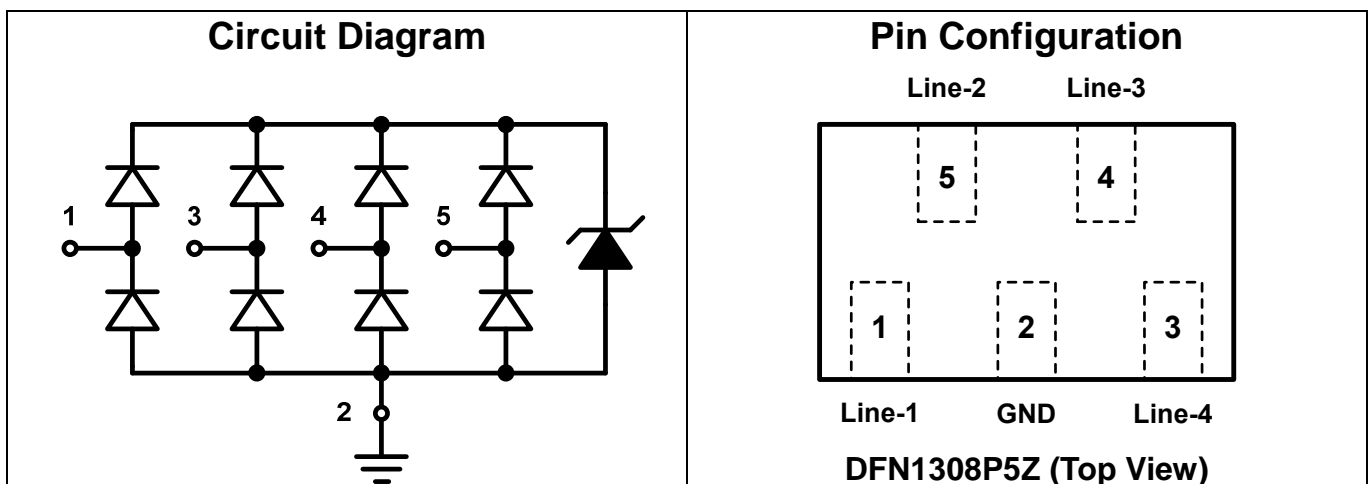 Circuit Diagram
1 3 4 5
2
Pin Configuration
Line-2 Line-3
5 4
1 2 3
Line-1 GND Line-4
DFN1308P5Z (Top View)